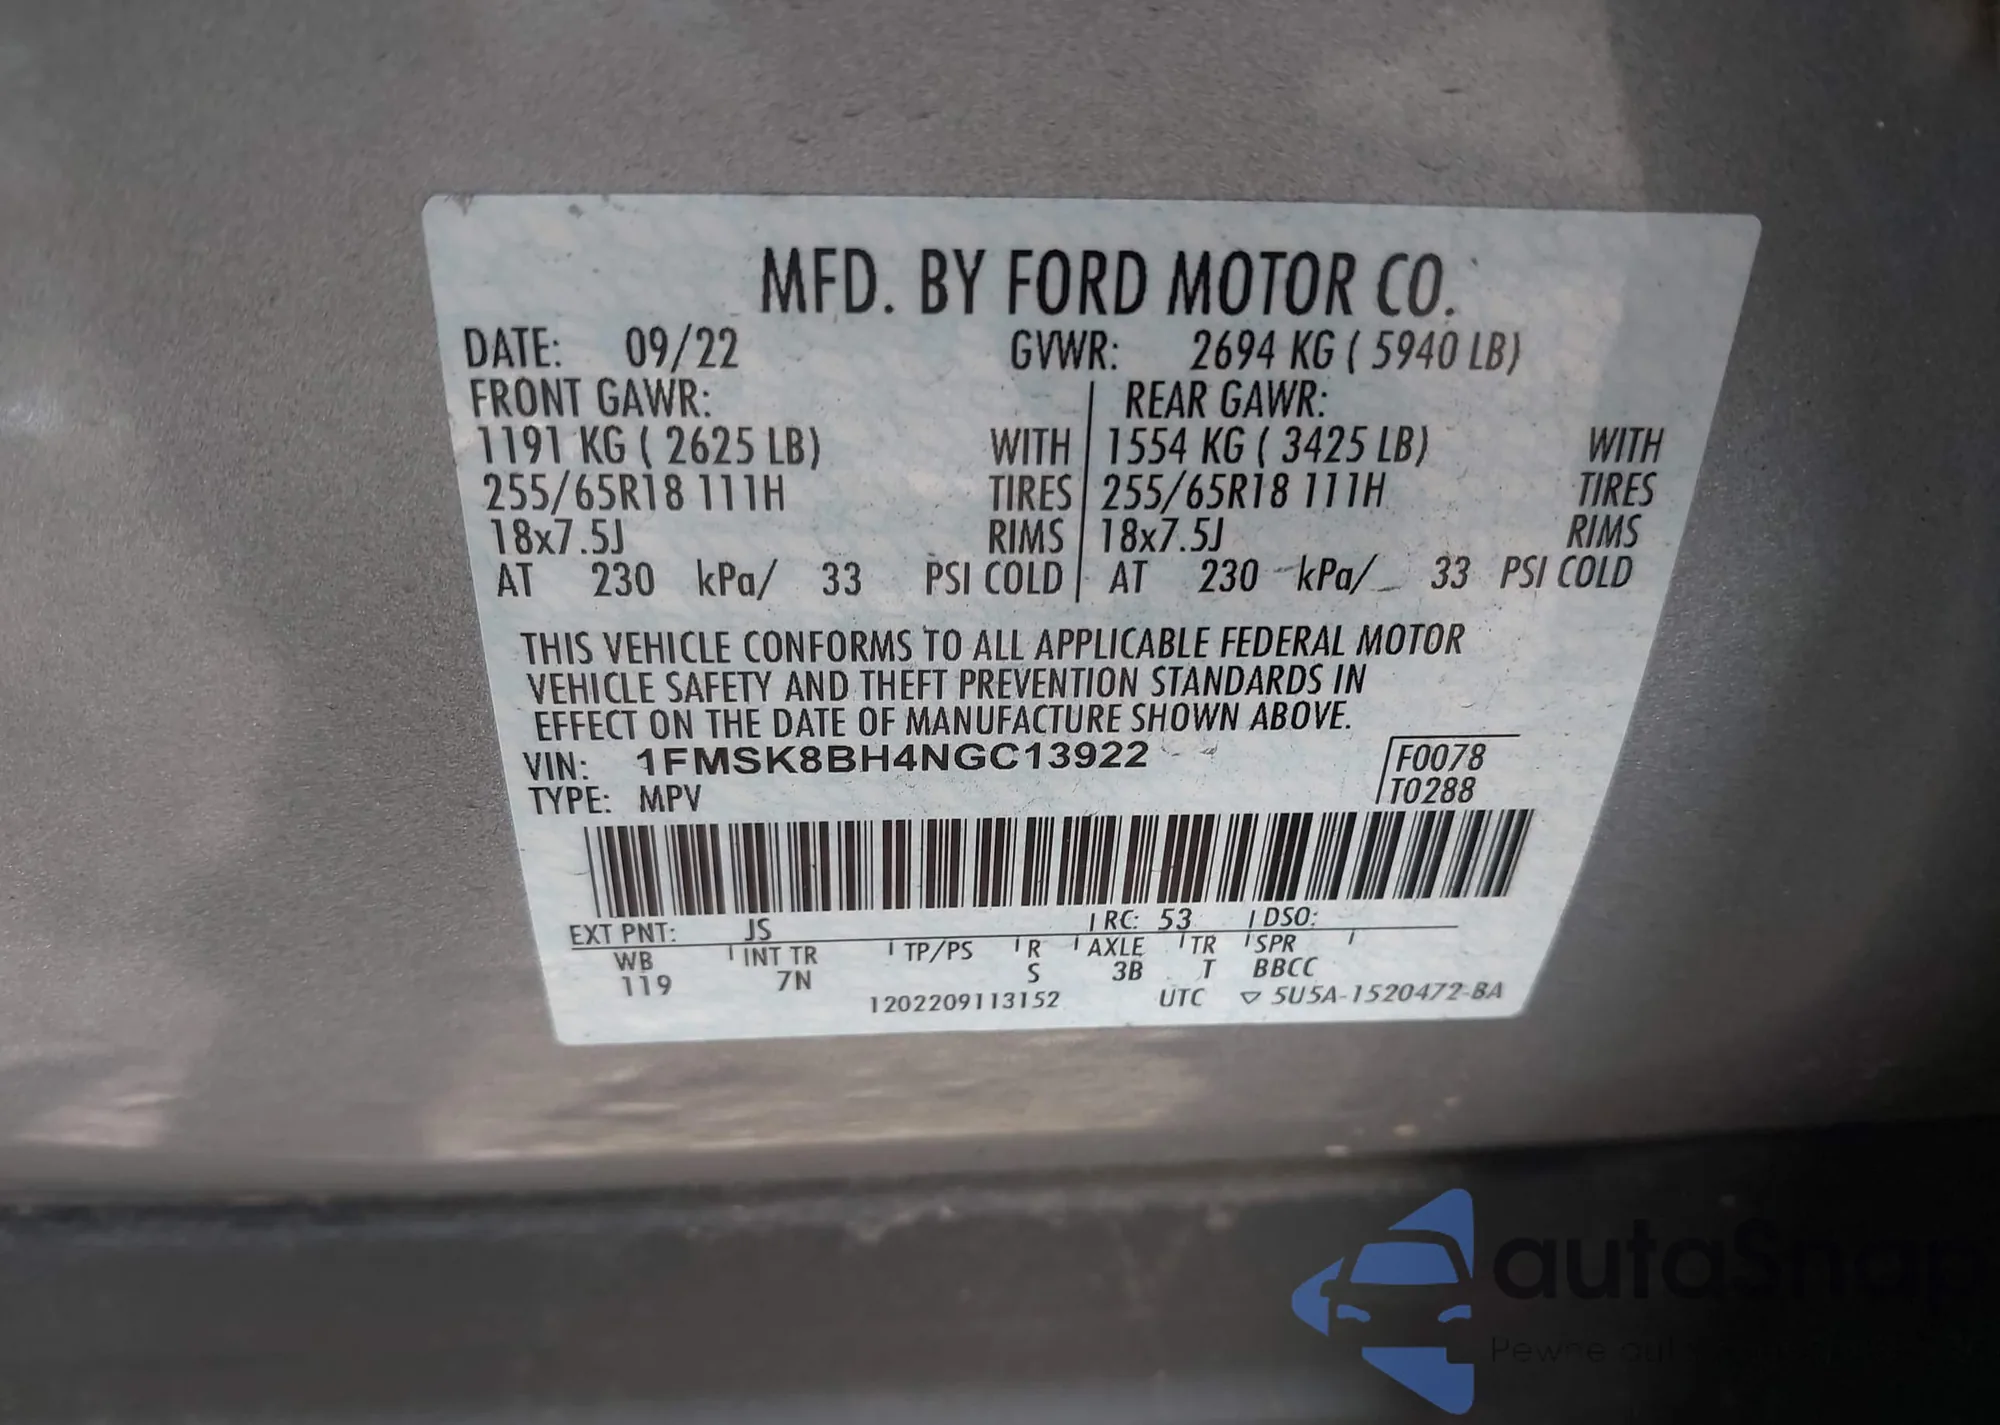 MFD. BY FORD MOTOR CO.
DATE: 09/22 GVWR: 2694 KG ( 5940 LB)
FRONT GAWR: REAR GAWR:
1191 KG ( 2625 LB) WITH 1554 KG ( 3425 LB) WITH
255/65R18 111H TIRES 255/65R18 111H TIRES
18x7.5J RIMS 18x7.5J RIMS
AT 230 kPa/ 33 PSI COLD AT 230 kPa/ 33 PSI COLD
THIS VEHICLE CONFORMS TO ALL APPLICABLE FEDERAL MOTOR
VEHICLE SAFETY AND THEFT PREVENTION STANDARDS IN
EFFECT ON THE DATE OF MANUFACTURE SHOWN ABOVE.
VIN: 1FMSK8BH4NGC13922 F0078
TYPE: MPV T0288
EXT PNT: JS RC: 53 DSO:
WB INT TR TP/PS R AXLE TR SPR
119 7N S 3B T BBCC
1202209113152 UTC ▽ 5U5A-1520472-BA
autaSnap
Pewne